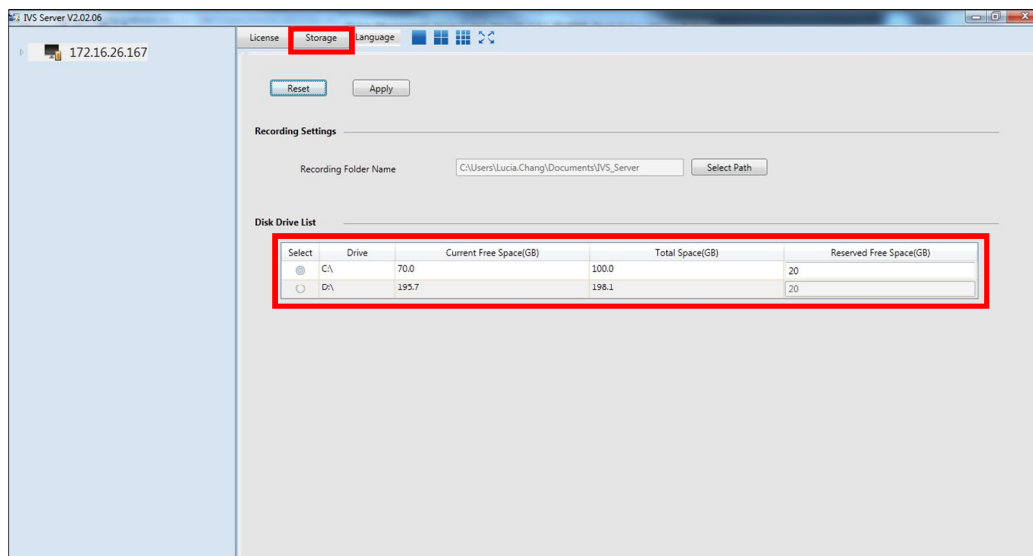 IVS Server V2.02.06
172.16.26.167
License Storage Language
Reset Apply
Recording Settings
Recording Folder Name C:\Users\Lucia.Chang\Documents\IVS_Server Select Path
Disk Drive List
Select Drive Current Free Space(GB) Total Space(GB) Reserved Free Space(GB)
C:\ 70.0 100.0 20
D:\ 195.7 198.1 20